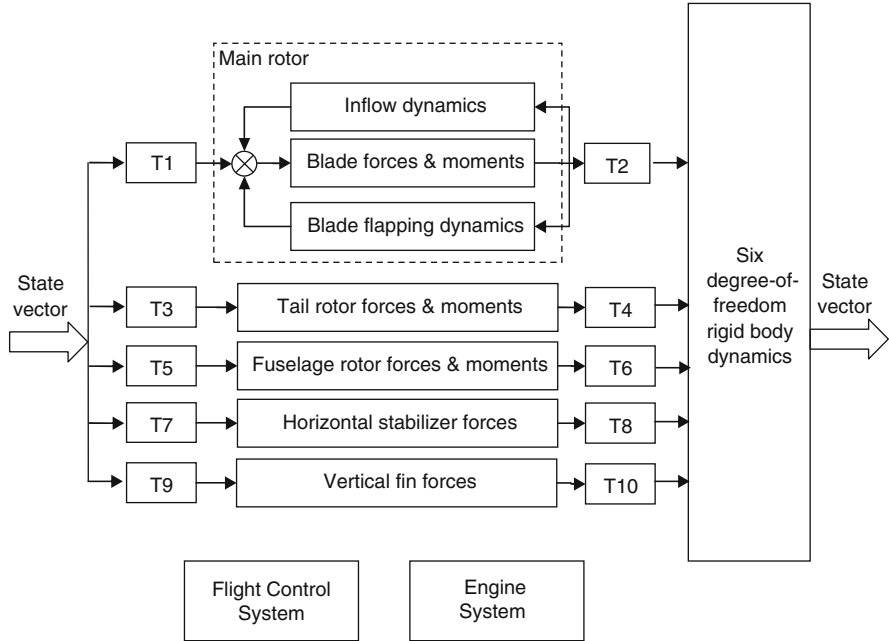 Main rotor
Inflow dynamics
T1
Blade forces & moments
T2
Blade flapping dynamics
State
vector
T3
Tail rotor forces & moments
T4
T5
Fuselage rotor forces & moments
T6
T7
Horizontal stabilizer forces
T8
T9
Vertical fin forces
T10
Six
degree-of-
freedom
rigid body
dynamics
State
vector
Flight Control
System
Engine
System